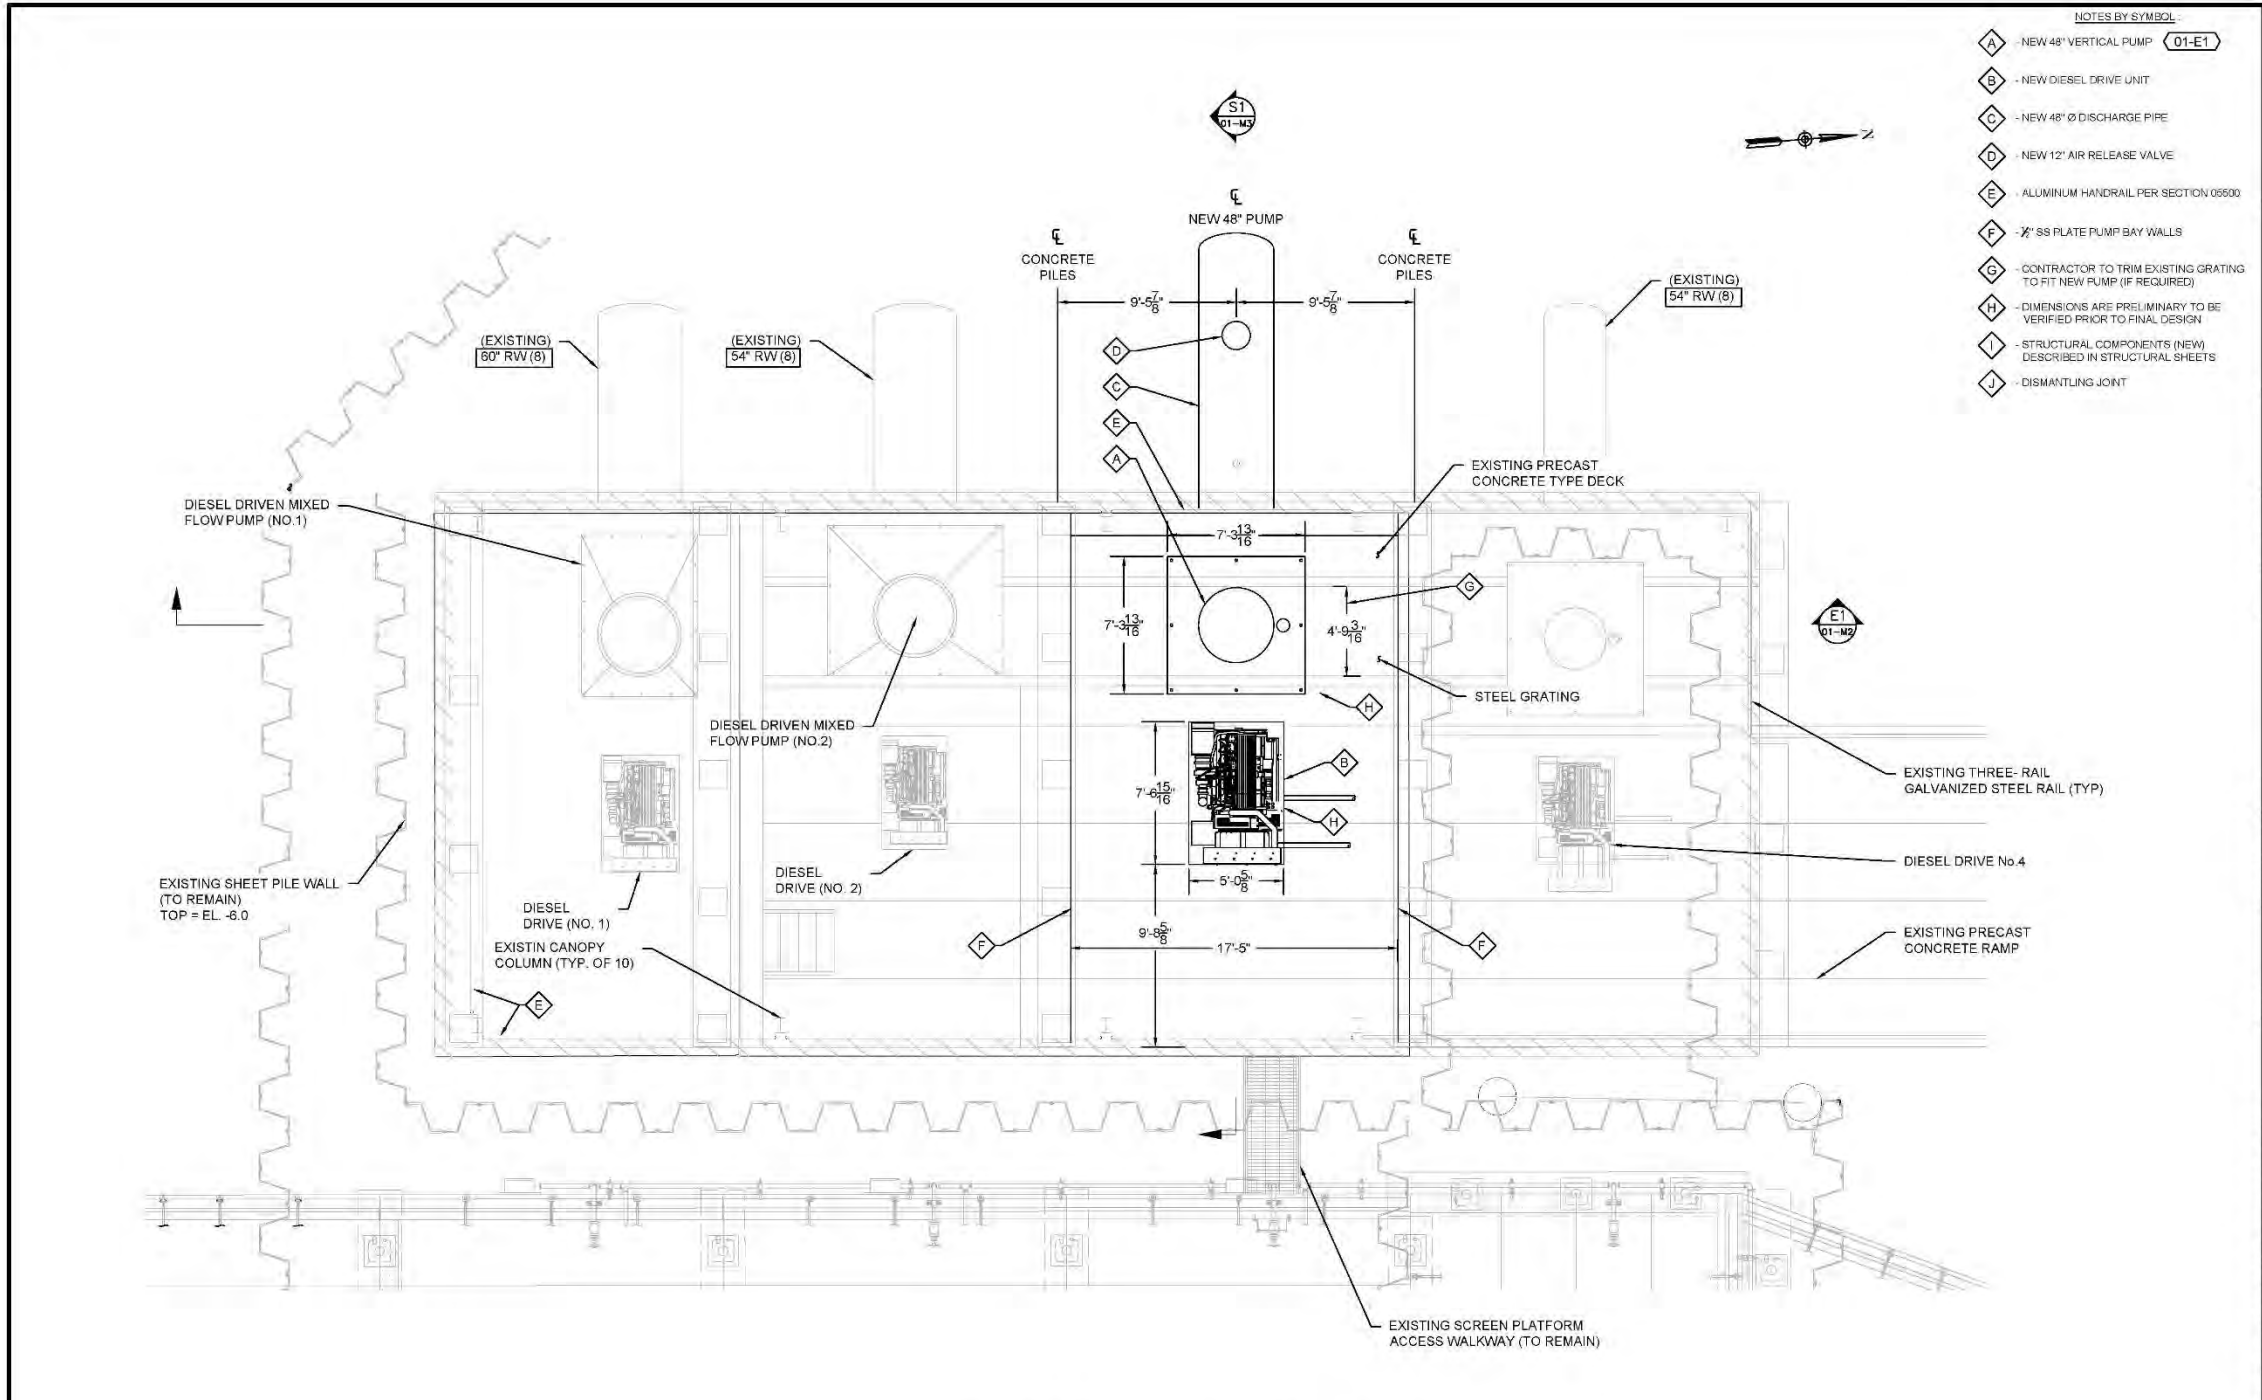 NOTES BY SYMBOL :
A - NEW 48" VERTICAL PUMP 01-E1
B - NEW DIESEL DRIVE UNIT
C - NEW 48" Ø DISCHARGE PIPE
D - NEW 12" AIR RELEASE VALVE
E - ALUMINUM HANDRAIL PER SECTION 05500
F - ½" SS PLATE PUMP BAY WALLS
G - CONTRACTOR TO TRIM EXISTING GRATING
TO FIT NEW PUMP (IF REQUIRED)
H - DIMENSIONS ARE PRELIMINARY TO BE
VERIFIED PRIOR TO FINAL DESIGN
I - STRUCTURAL COMPONENTS (NEW)
DESCRIBED IN STRUCTURAL SHEETS
J - DISMANTLING JOINT
S1
01-M3
Z
℄
NEW 48" PUMP
℄
CONCRETE
PILES
℄
CONCRETE
PILES
9'-5 7/8"
9'-5 7/8"
(EXISTING)
54" RW (8)
(EXISTING)
60" RW (8)
(EXISTING)
54" RW (8)
D
C
E
A
EXISTING PRECAST
CONCRETE TYPE DECK
DIESEL DRIVEN MIXED
FLOW PUMP (NO.1)
7'-3 13/16"
G
7'-3 13/16"
4'-9 3/16"
E1
01-M2
STEEL GRATING
H
DIESEL DRIVEN MIXED
FLOW PUMP (NO.2)
B
7'-6 15/16"
H
EXISTING THREE- RAIL
GALVANIZED STEEL RAIL (TYP)
DIESEL DRIVE No.4
DIESEL
DRIVE (NO. 2)
5'-0 5/8"
EXISTING SHEET PILE WALL
(TO REMAIN)
TOP = EL. -6.0
DIESEL
DRIVE (NO. 1)
9'-8 5/8"
EXISTING PRECAST
CONCRETE RAMP
F
17'-5"
F
EXISTIN CANOPY
COLUMN (TYP. OF 10)
E
EXISTING SCREEN PLATFORM
ACCESS WALKWAY (TO REMAIN)